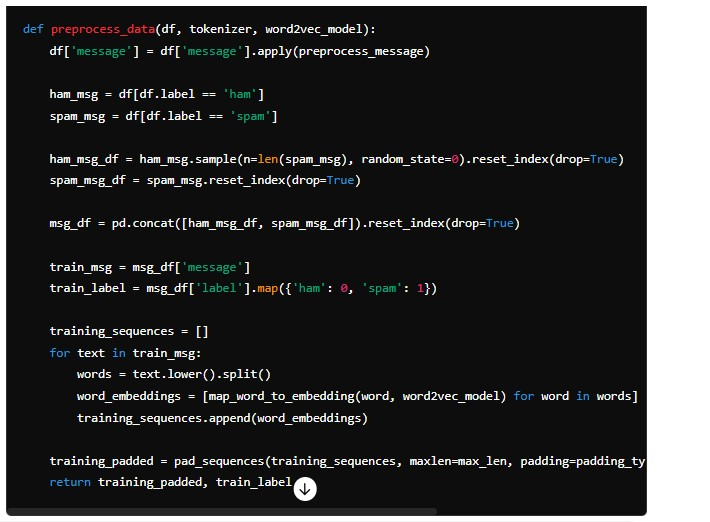 def preprocess_data(df, tokenizer, word2vec_model):
df['message'] = df['message'].apply(preprocess_message)
ham_msg = df[df.label == 'ham']
spam_msg = df[df.label == 'spam']
ham_msg_df = ham_msg.sample(n=len(spam_msg), random_state=0).reset_index(drop=True)
spam_msg_df = spam_msg.reset_index(drop=True)
msg_df = pd.concat([ham_msg_df, spam_msg_df]).reset_index(drop=True)
train_msg = msg_df['message']
train_label = msg_df['label'].map({'ham': 0, 'spam': 1})
training_sequences = []
for text in train_msg:
words = text.lower().split()
word_embeddings = [map_word_to_embedding(word, word2vec_model) for word in words]
training_sequences.append(word_embeddings)
training_padded = pad_sequences(training_sequences, maxlen=max_len, padding=padding_ty
return training_padded, train_label